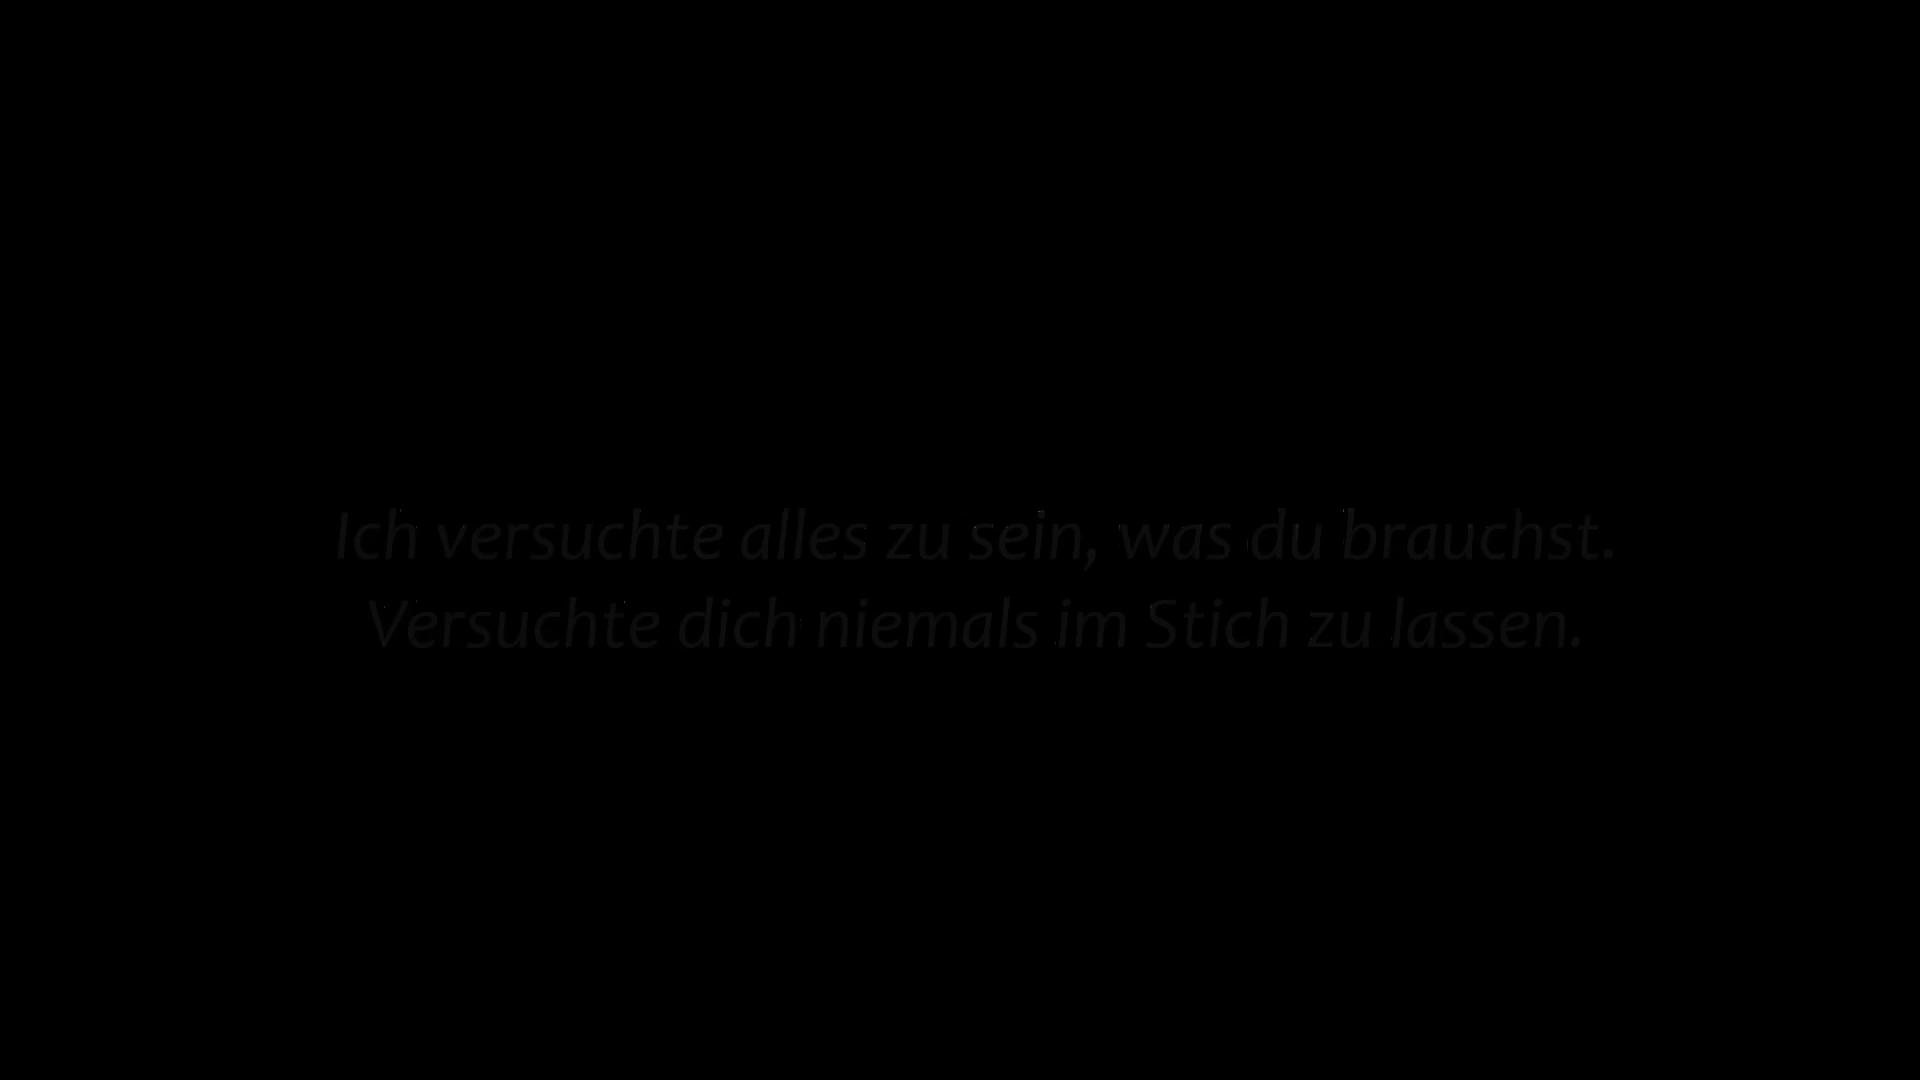 Ich versuchte alles zu sein, was du brauchst.
Versuchte dich niemals im Stich zu lassen.